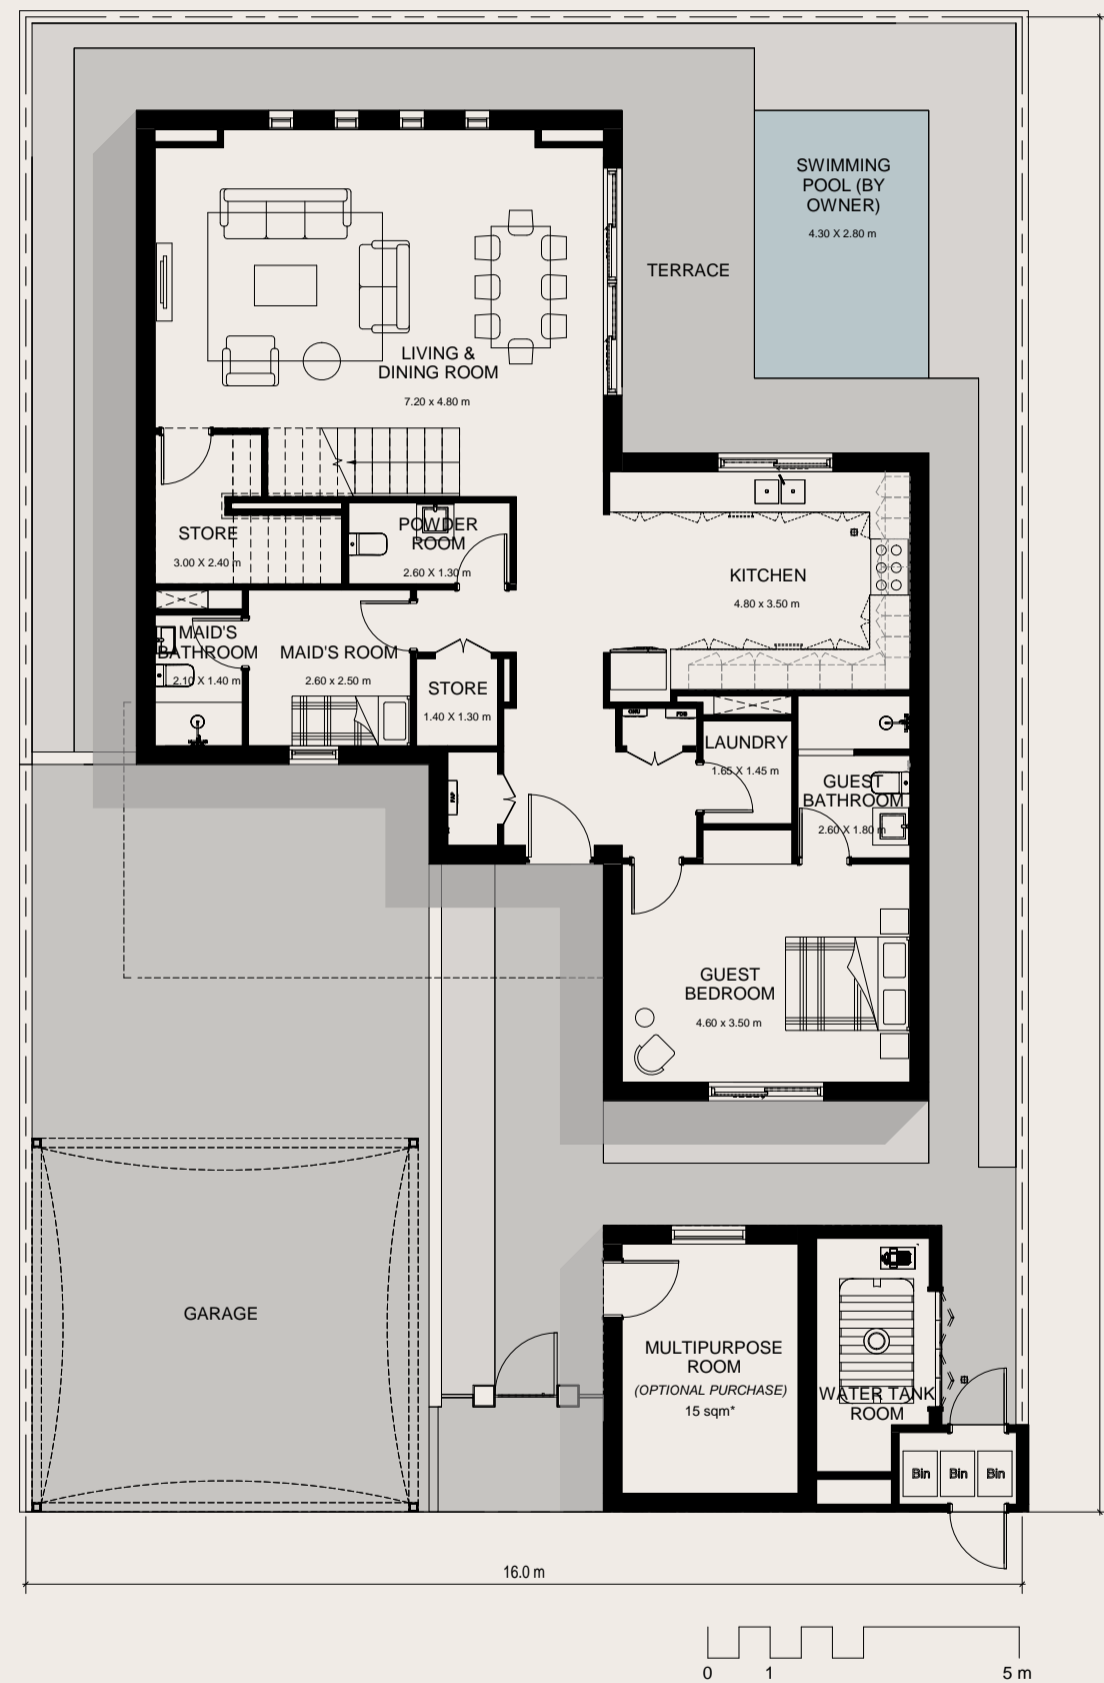 SWIMMING
POOL (BY
OWNER)
4.30 X 2.80 m
TERRACE
LIVING &
DINING ROOM
7.20 x 4.80 m
STORE
3.00 X 2.40 m
POWDER
ROOM
2.60 X 1.30 m
KITCHEN
4.80 x 3.50 m
MAID'S
BATHROOM
2.10 X 1.40 m
MAID'S ROOM
2.60 x 2.50 m
STORE
1.40 X 1.30 m
LAUNDRY
1.65 X 1.45 m
GUEST
BATHROOM
2.60 X 1.80 m
GUEST
BEDROOM
4.60 x 3.50 m
GARAGE
MULTIPURPOSE
ROOM
(OPTIONAL PURCHASE)
15 sqm*
WATER TANK
ROOM
Bin Bin Bin
16.0 m
0 1 5 m